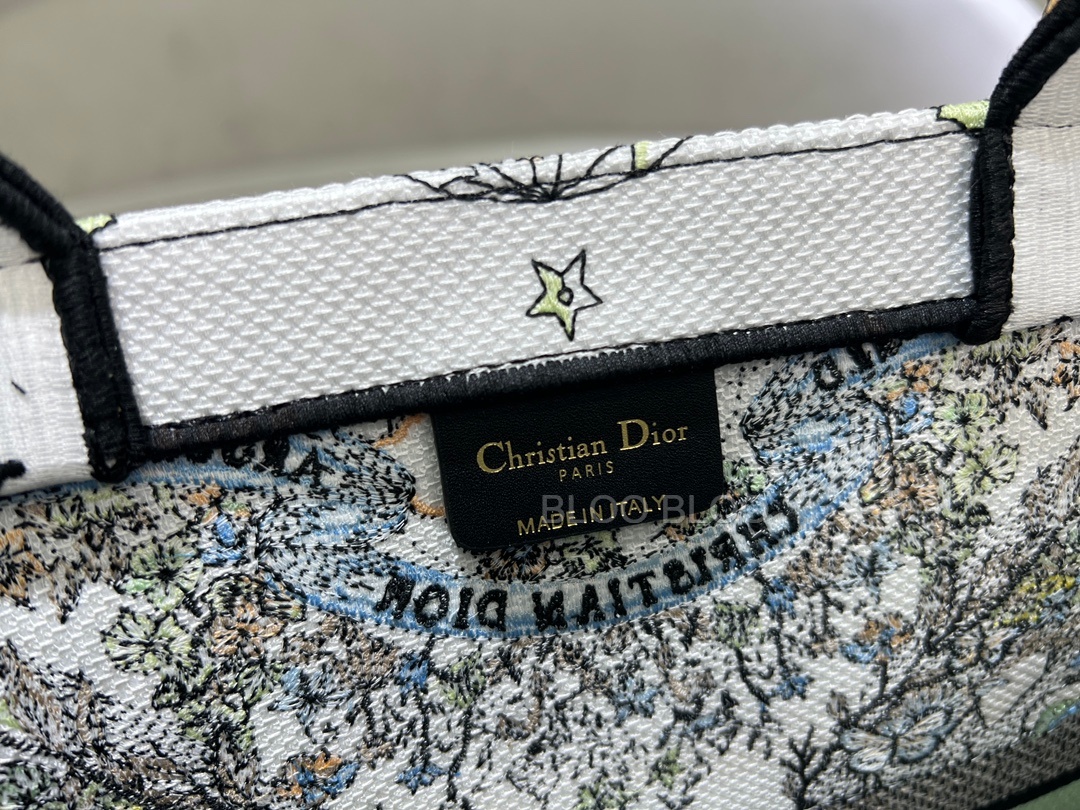 Christian Dior
PARIS
MADE IN ITALY
CHRISTIAN DIOR